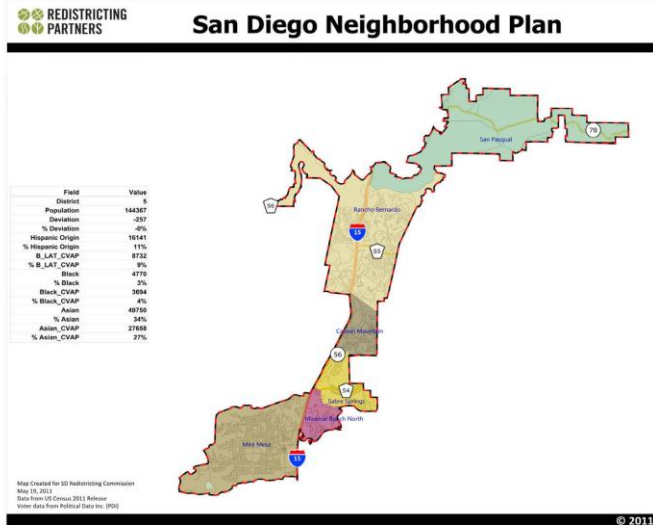 REDISTRICTING
PARTNERS
San Diego Neighborhood Plan
San Pasqual
78
56
Rancho Bernardo
15
Field Value
District 5
Population 144367
Deviation -257
% Deviation -0%
Hispanic Origin 16141
% Hispanic Origin 11%
B_LAT_CVAP 8732
% B_LAT_CVAP 9%
Black 4770
% Black 3%
Black_CVAP 3694
% Black_CVAP 4%
Asian 49750
% Asian 34%
Asian_CVAP 27658
% Asian_CVAP 27%
Carmel Mountain
56
Sabre Springs
Miramar Ranch North
Mira Mesa
15
Map Created for SD Redistricting Commission
May 19, 2011
Data from US Census 2011 Release
Voter data from Political Data Inc. (PDI)
© 2011